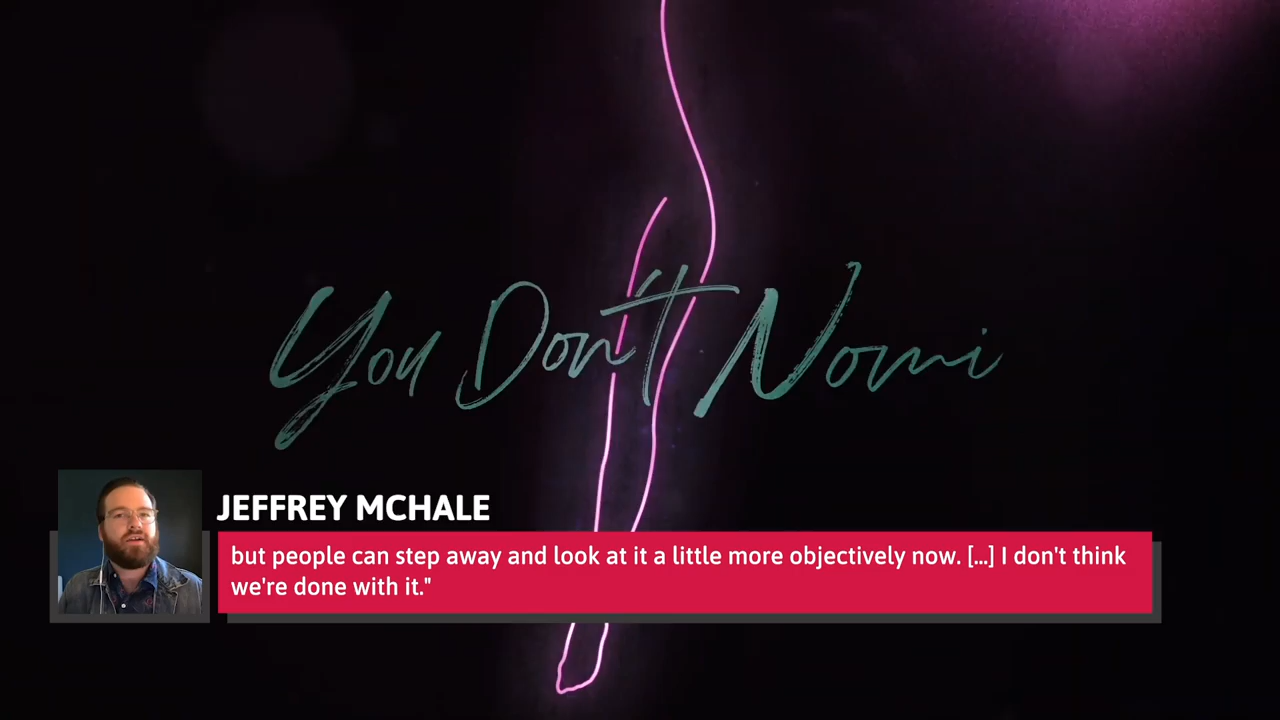 You Don't Nomi
JEFFREY MCHALE
but people can step away and look at it a little more objectively now. [...] I don't think
we're done with it."